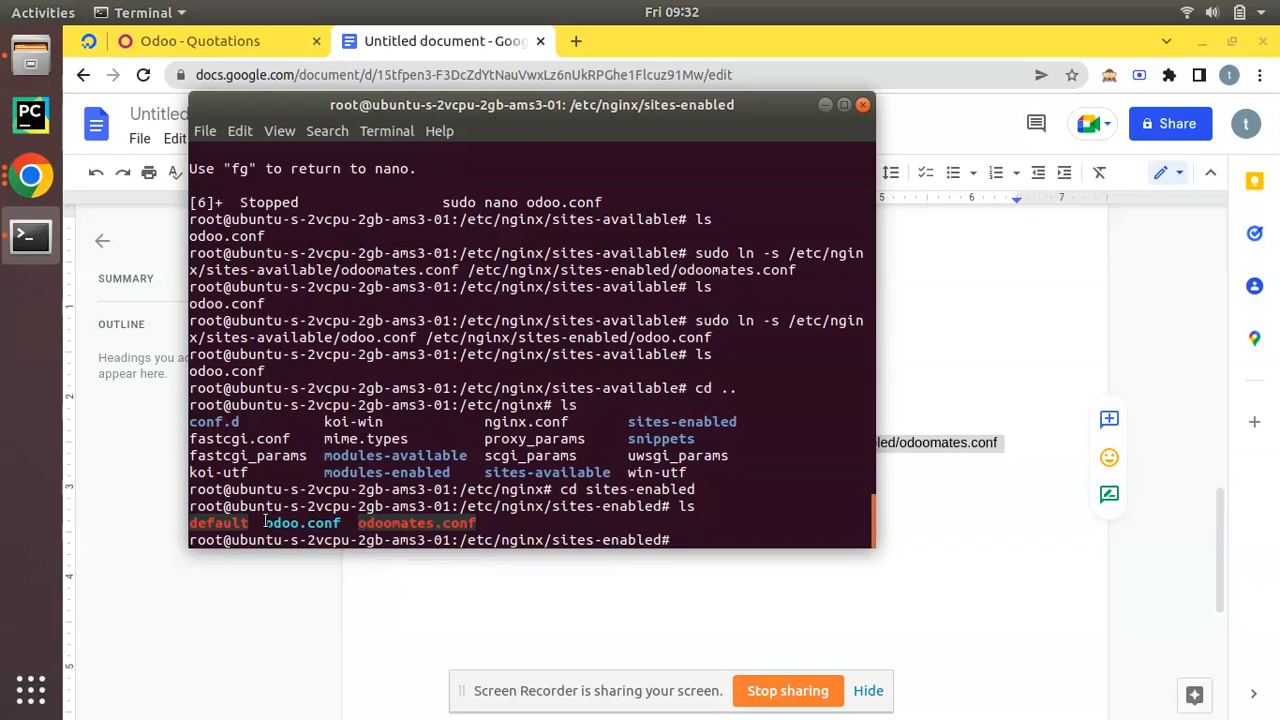 Activities
Terminal
Fri 09:32
Odoo - Quotations
Untitled document - Goog
docs.google.com/document/d/15tfpen3-F3DcZdYtNauVwxLz6nUkRPGhe1Flcuz91Mw/edit
root@ubuntu-s-2vcpu-2gb-ams3-01: /etc/nginx/sites-enabled
File Edit View Search Terminal Help
Untitled
File Edit
Share
t
t
Use "fg" to return to nano.
[6]+ Stopped sudo nano odoo.conf
root@ubuntu-s-2vcpu-2gb-ams3-01:/etc/nginx/sites-available# ls
odoo.conf
root@ubuntu-s-2vcpu-2gb-ams3-01:/etc/nginx/sites-available# sudo ln -s /etc/ngin
x/sites-available/odoomates.conf /etc/nginx/sites-enabled/odoomates.conf
root@ubuntu-s-2vcpu-2gb-ams3-01:/etc/nginx/sites-available# ls
odoo.conf
root@ubuntu-s-2vcpu-2gb-ams3-01:/etc/nginx/sites-available# sudo ln -s /etc/ngin
x/sites-available/odoo.conf /etc/nginx/sites-enabled/odoo.conf
root@ubuntu-s-2vcpu-2gb-ams3-01:/etc/nginx/sites-available# ls
odoo.conf
root@ubuntu-s-2vcpu-2gb-ams3-01:/etc/nginx/sites-available# cd ..
root@ubuntu-s-2vcpu-2gb-ams3-01:/etc/nginx# ls
conf.d koi-win nginx.conf sites-enabled
fastcgi.conf mime.types proxy_params snippets
fastcgi_params modules-available scgi_params uwsgi_params
koi-utf modules-enabled sites-available win-utf
root@ubuntu-s-2vcpu-2gb-ams3-01:/etc/nginx# cd sites-enabled
root@ubuntu-s-2vcpu-2gb-ams3-01:/etc/nginx/sites-enabled# ls
default odoo.conf odoomates.conf
root@ubuntu-s-2vcpu-2gb-ams3-01:/etc/nginx/sites-enabled#
SUMMARY
OUTLINE
Headings you a
appear here.
5 6 7
1
2
3
4
5
led/odoomates.conf
PC
Screen Recorder is sharing your screen.
Stop sharing
Hide